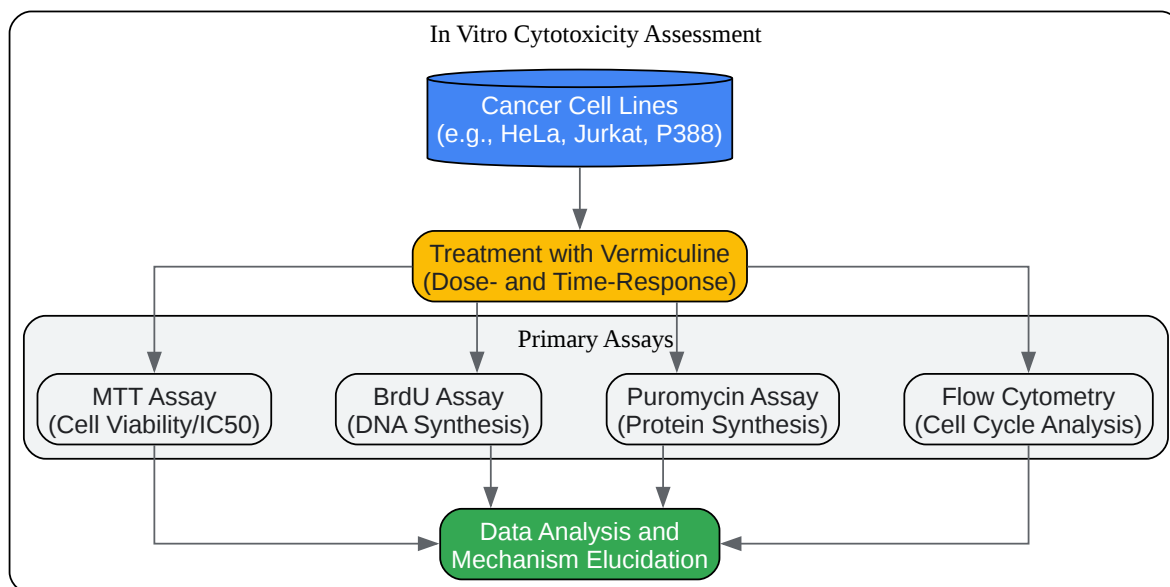 In Vitro Cytotoxicity Assessment
Cancer Cell Lines
(e.g., HeLa, Jurkat, P388)
Treatment with Vermiculine
(Dose- and Time-Response)
Primary Assays
MTT Assay
(Cell Viability/IC50)
BrdU Assay
(DNA Synthesis)
Puromycin Assay
(Protein Synthesis)
Flow Cytometry
(Cell Cycle Analysis)
Data Analysis and
Mechanism Elucidation